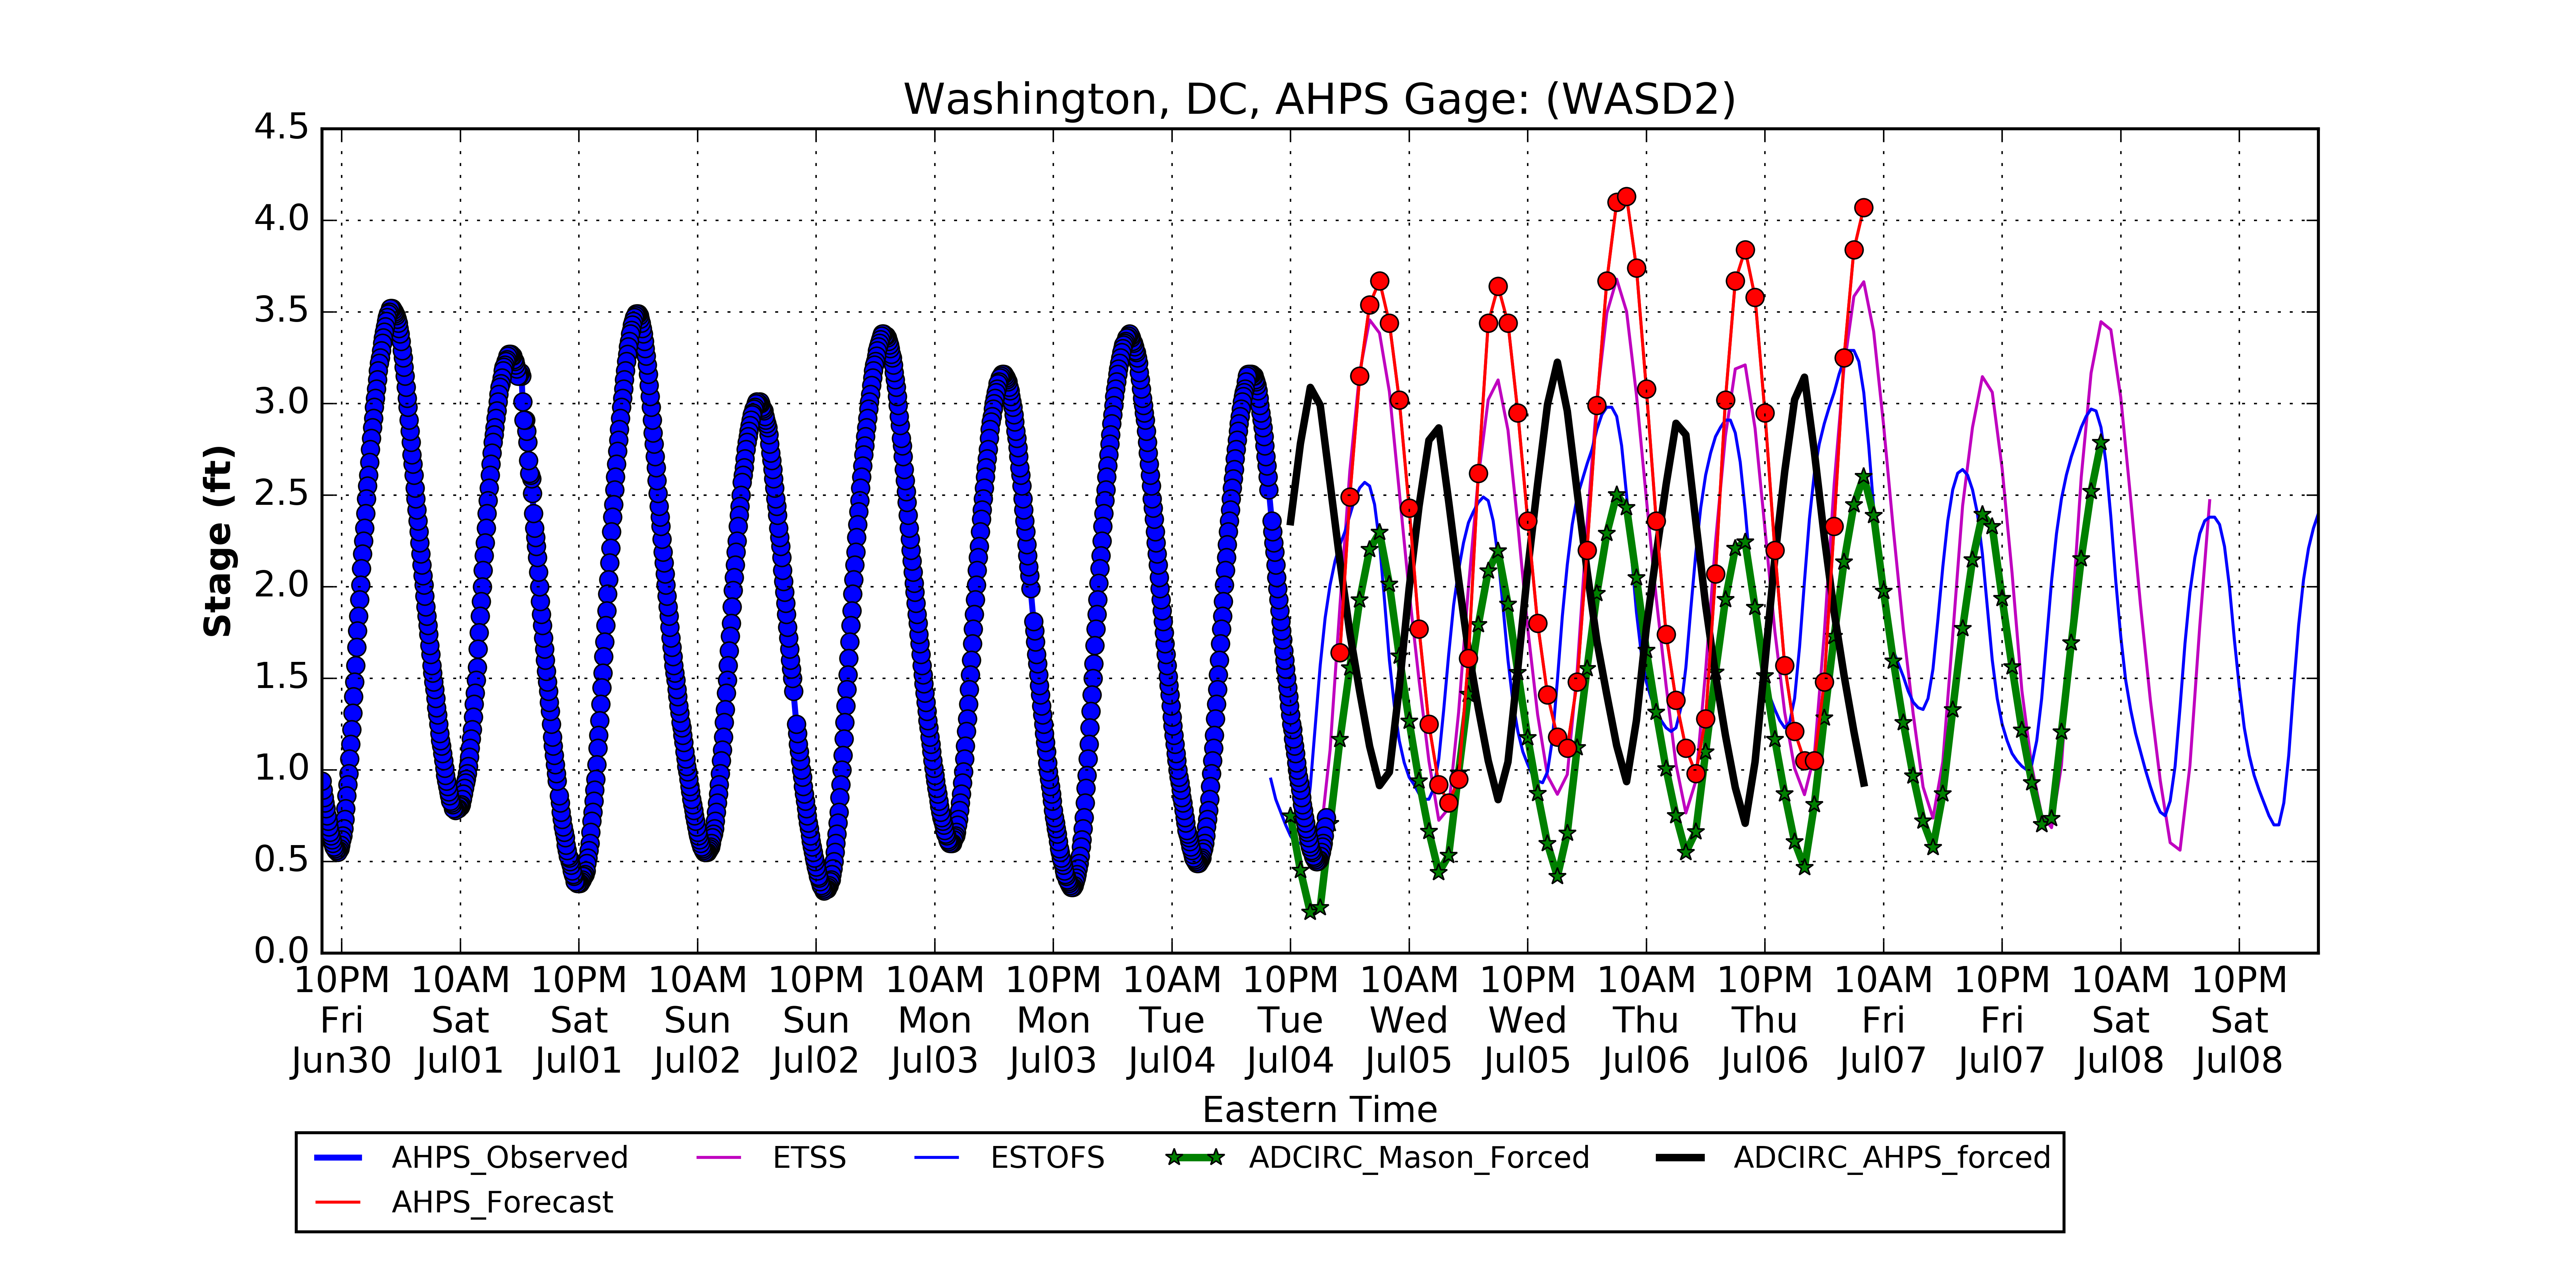 Washington, DC, AHPS Gage: (WASD2)
4.5
4.0
3.5
3.0
2.5
2.0
1.5
1.0
0.5
0.0
Stage (ft)
10PM 10AM 10PM 10AM 10PM 10AM 10PM 10AM 10PM 10AM 10PM 10AM 10PM 10AM 10PM 10AM 10PM
Fri Sat Sat Sun Sun Mon Mon Tue Tue Wed Wed Thu Thu Fri Fri Sat Sat
Jun30 Jul01 Jul01 Jul02 Jul02 Jul03 Jul03 Jul04 Jul04 Jul05 Jul05 Jul06 Jul06 Jul07 Jul07 Jul08 Jul08
Eastern Time
AHPS_Observed ETSS ESTOFS ADCIRC_Mason_Forced ADCIRC_AHPS_forced
AHPS_Forecast